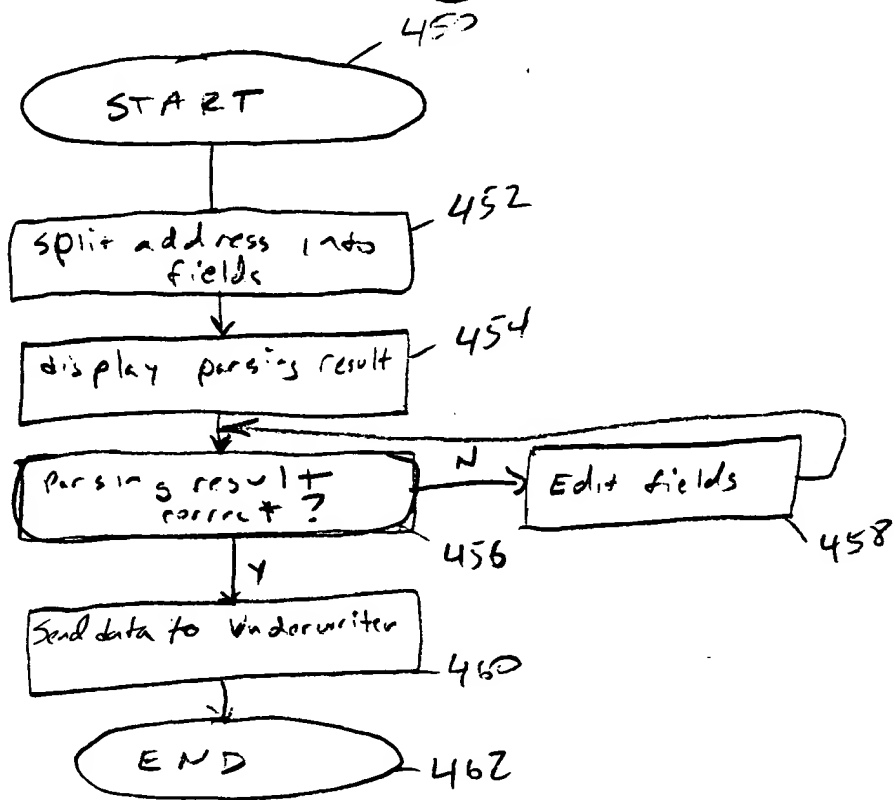 450
START
452
split address into
fields
454
display parsing result
Parsing result
correct?
N
Edit fields
456
458
Y
Send data to Underwriter
460
END
462